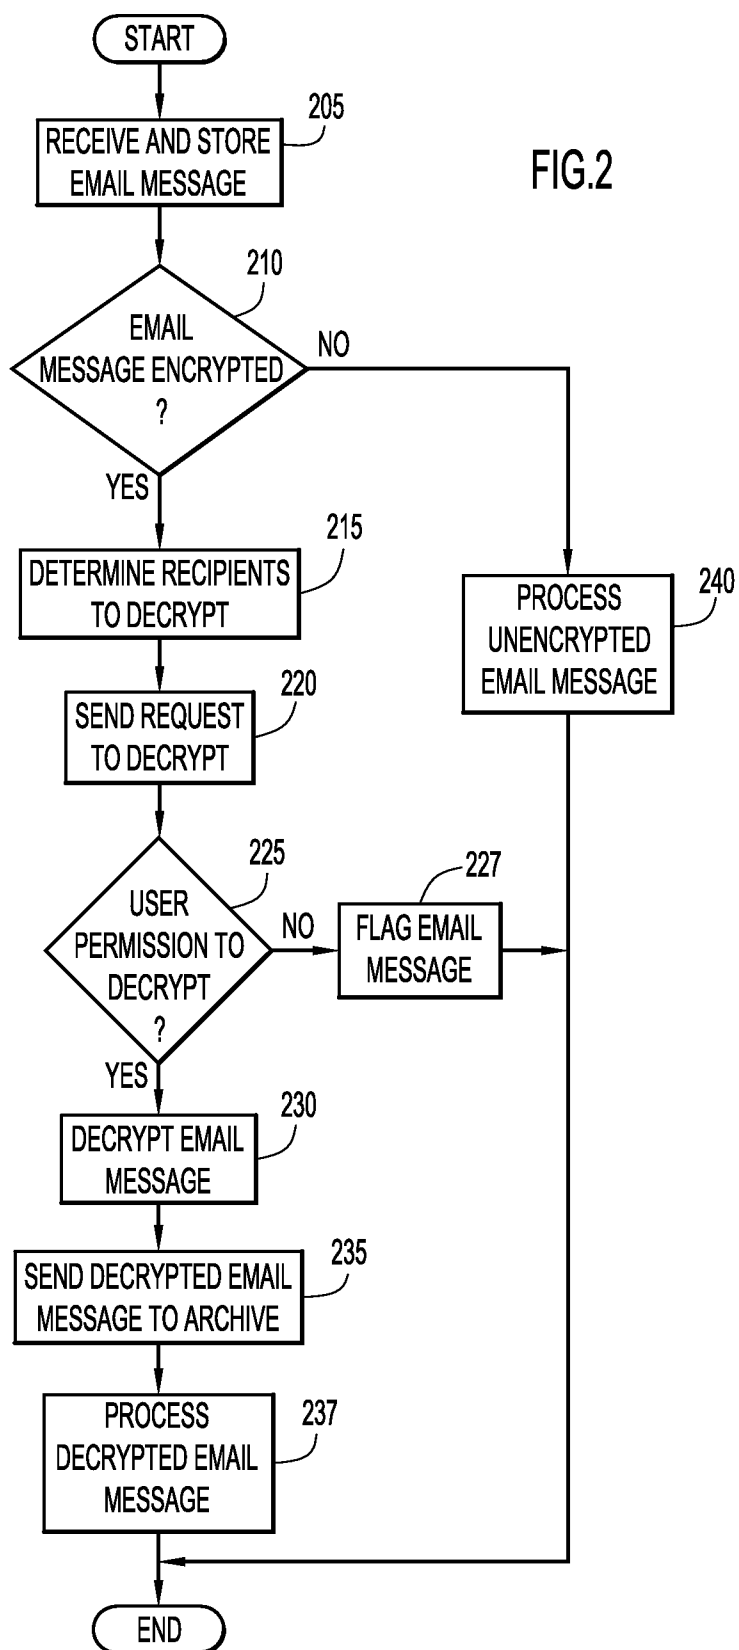 START
205
RECEIVE AND STORE
EMAIL MESSAGE
FIG.2
210
EMAIL
MESSAGE ENCRYPTED
?
NO
YES
215
DETERMINE RECIPIENTS
TO DECRYPT
240
PROCESS
UNENCRYPTED
EMAIL MESSAGE
220
SEND REQUEST
TO DECRYPT
225
USER
PERMISSION TO
DECRYPT
?
NO
227
FLAG EMAIL
MESSAGE
YES
230
DECRYPT EMAIL
MESSAGE
235
SEND DECRYPTED EMAIL
MESSAGE TO ARCHIVE
237
PROCESS
DECRYPTED EMAIL
MESSAGE
END